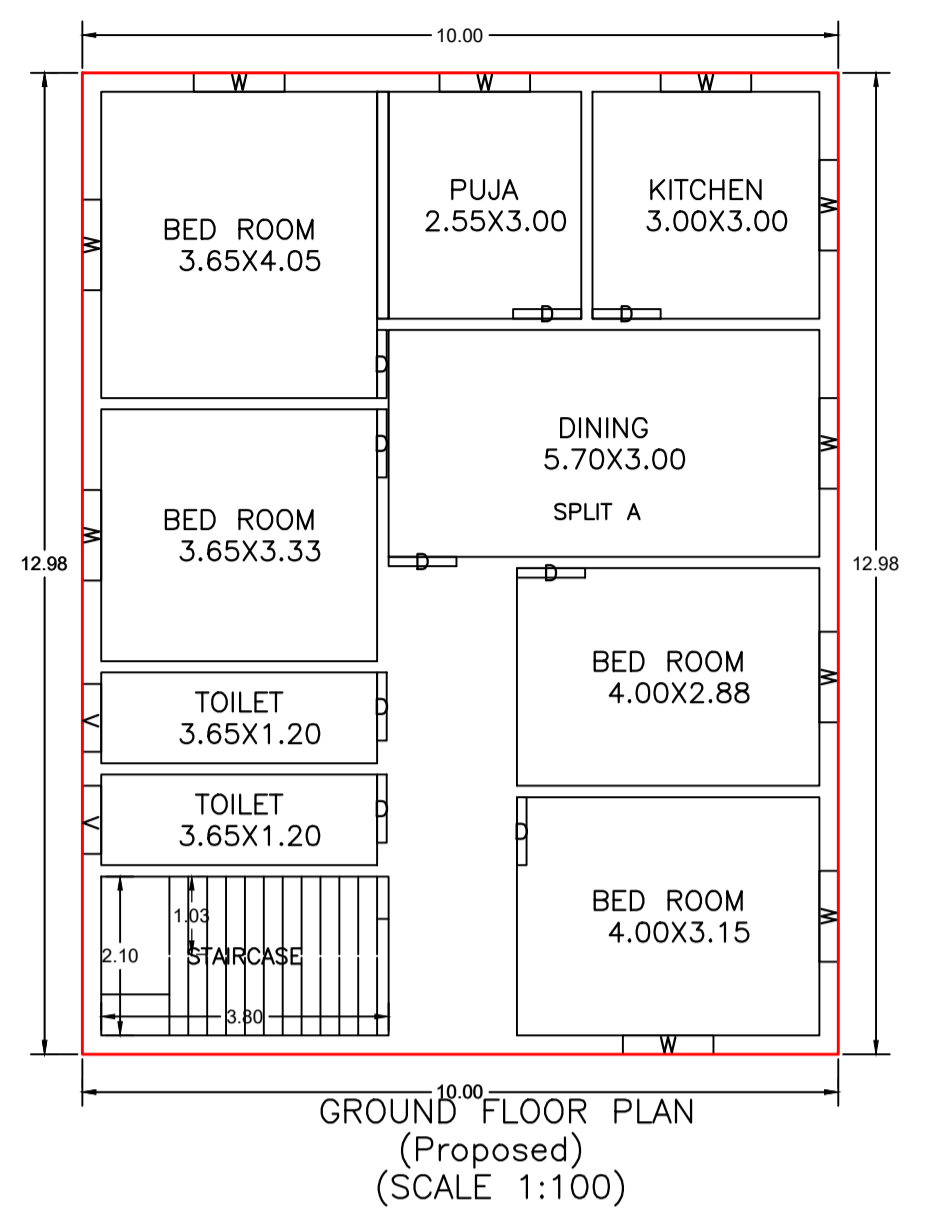 10.00
W
W
W
PUJA
2.55X3.00
KITCHEN
3.00X3.00
W
BED ROOM
3.65X4.05
W
D
D
D
D
DINING
5.70X3.00
W
SPLIT A
BED ROOM
3.65X3.33
W
12.98
12.98
D
D
BED ROOM
4.00X2.88
W
TOILET
3.65X1.20
V
D
TOILET
3.65X1.20
V
D
D
BED ROOM
4.00X3.15
W
1.03
2.10
STAIRCASE
3.80
W
10.00
GROUND FLOOR PLAN
(Proposed)
(SCALE 1:100)